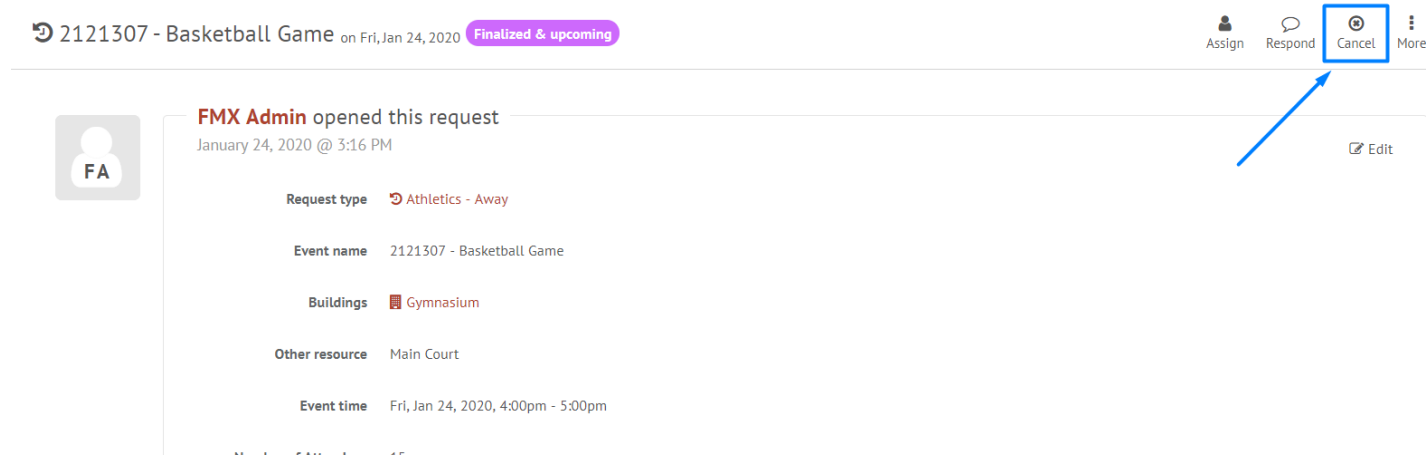 2121307 - Basketball Game on Fri, Jan 24, 2020 Finalized & upcoming
Assign Respond Cancel More
FMX Admin opened this request
January 24, 2020 @ 3:16 PM
Edit
FA
Request type Athletics - Away
Event name 2121307 - Basketball Game
Buildings Gymnasium
Other resource Main Court
Event time Fri, Jan 24, 2020, 4:00pm - 5:00pm